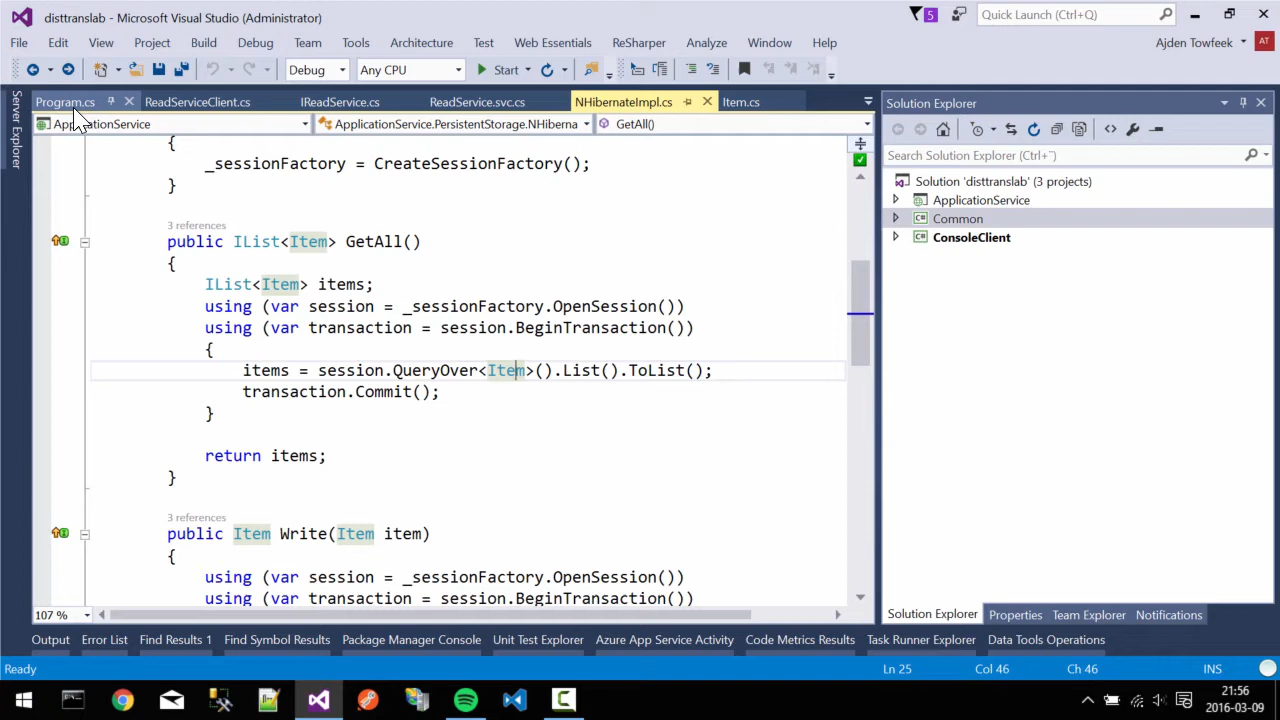 disttranslab - Microsoft Visual Studio (Administrator)
5
Quick Launch (Ctrl+Q)
File Edit View Project Build Debug Team Tools Architecture Test Web Essentials ReSharper Analyze Window Help
Ajden Towfeek AT
Debug Any CPU Start
Server Explorer
Program.cs ReadServiceClient.cs IReadService.cs ReadService.svc.cs NHibernateImpl.cs Item.cs
ApplicationService ApplicationService.PersistentStorage.NHiberna GetAll()
{
_sessionFactory = CreateSessionFactory();
}
3 references
public IList<Item> GetAll()
{
IList<Item> items;
using (var session = _sessionFactory.OpenSession())
using (var transaction = session.BeginTransaction())
{
items = session.QueryOver<Item>().List().ToList();
transaction.Commit();
}
return items;
}
3 references
public Item Write(Item item)
{
using (var session = _sessionFactory.OpenSession())
using (var transaction = session.BeginTransaction())
107 %
Solution Explorer
Search Solution Explorer (Ctrl+¨)
Solution 'disttranslab' (3 projects)
ApplicationService
C# Common
C# ConsoleClient
Solution Explorer Properties Team Explorer Notifications
Output Error List Find Results 1 Find Symbol Results Package Manager Console Unit Test Explorer Azure App Service Activity Code Metrics Results Task Runner Explorer Data Tools Operations
Ready Ln 25 Col 46 Ch 46 INS
21:56
2016-03-09